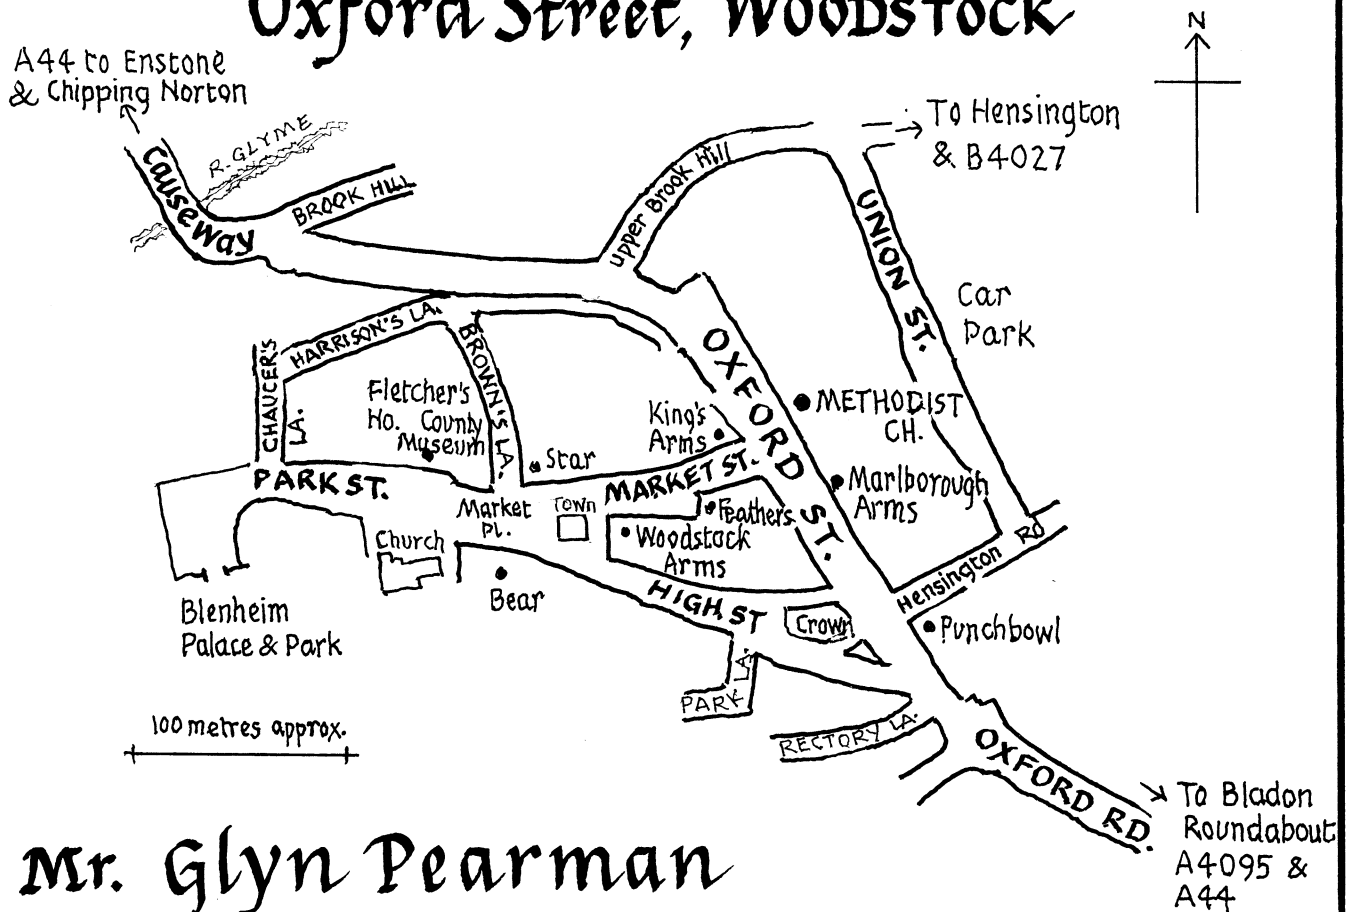 Oxford Street, Woodstock
N
A44 to Enstone
& Chipping Norton
R. GLYME
To Hensington
& B4027
Causeway
BROOK HILL
Upper Brook Hill
UNION ST.
Car
Park
HARRISON'S LA.
CHAUCER'S
LA.
BROWN'S LA.
OXFORD ST.
Fletcher's
Ho. County
Museum
King's
Arms
METHODIST
CH.
Star
PARK ST.
MARKET ST.
Marlborough
Arms
Market
Pl.
Town
Feathers
Woodstock
Arms
Church
Hensington RD
Bear
HIGH ST
Crown
Punchbowl
Blenheim
Palace & Park
PARK LA.
RECTORY LA.
100 metres approx.
OXFORD RD.
To Bladon
Roundabout
A4095 &
A44
Mr. Glyn Pearman